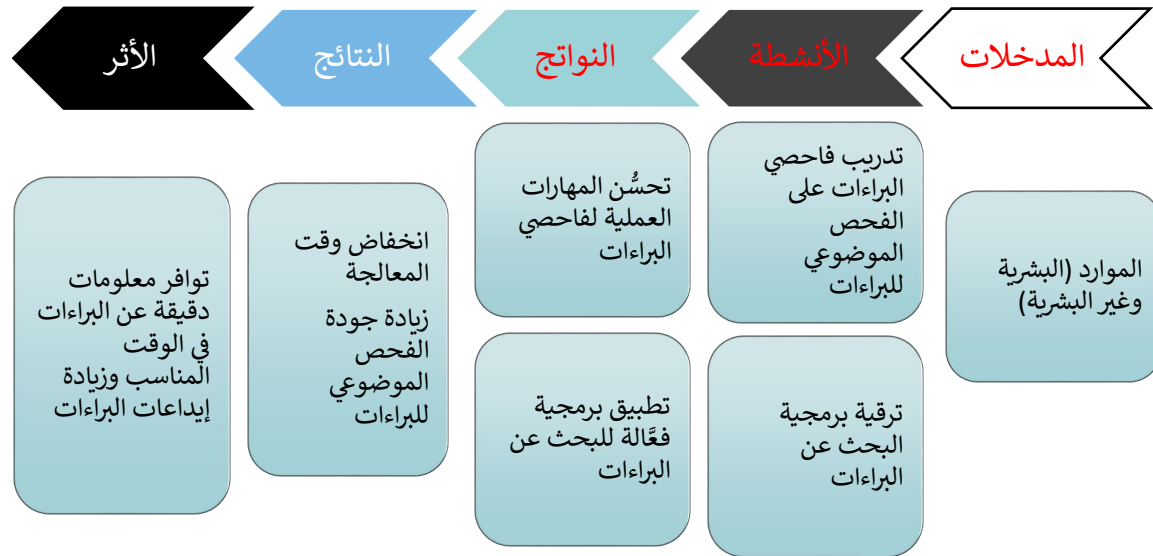 المدخلات
الأنشطة
النواتج
النتائج
الأثر
الموارد (البشرية
وغير البشرية)
تدريب فاحصي
البراءات على
الفحص
الموضوعي
للبراءات
ترقية برمجية
البحث عن
البراءات
تحسُّن المهارات
العملية لفاحصي
البراءات
تطبيق برمجية
فعَّالة للبحث عن
البراءات
انخفاض وقت
المعالجة
زيادة جودة
الفحص
الموضوعي
للبراءات
توافر معلومات
دقيقة عن البراءات
في الوقت
المناسب وزيادة
إيداعات البراءات